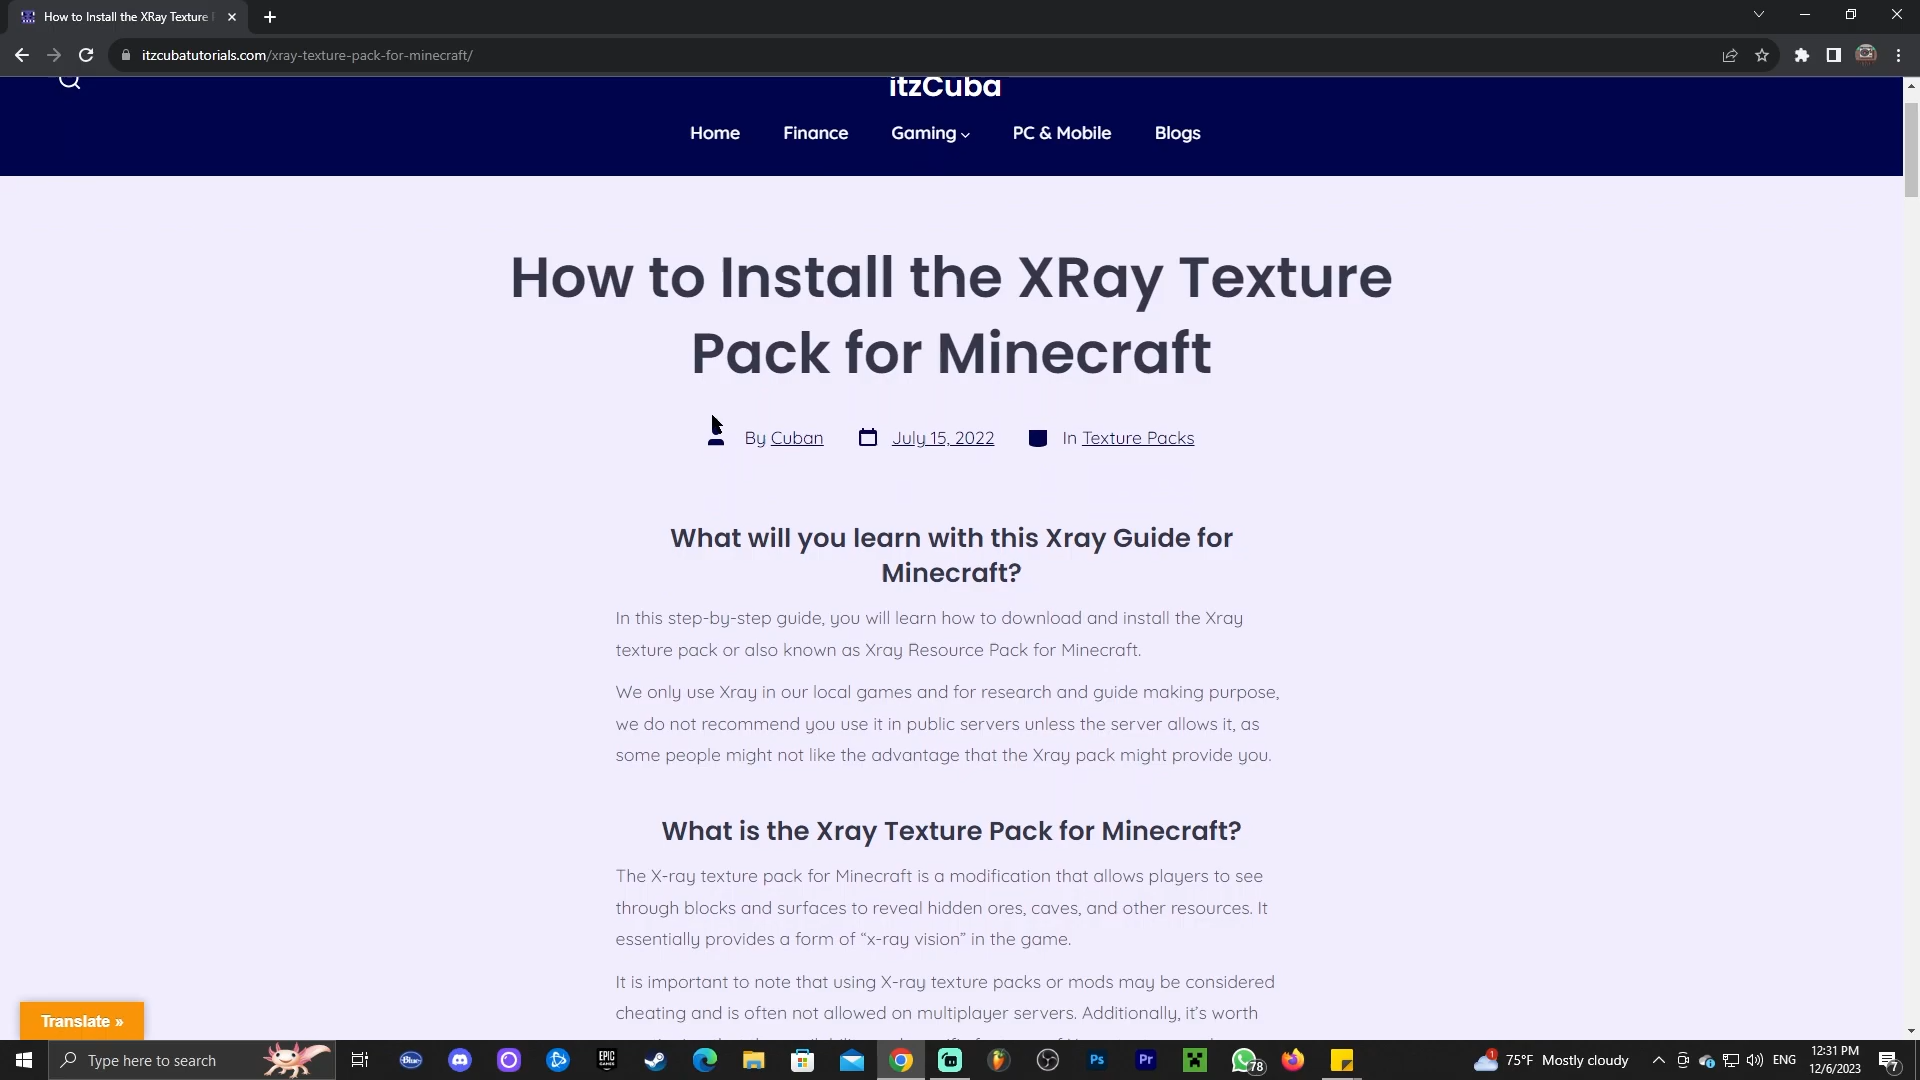 How to Install the XRay Texture
itzcubatutorials.com/xray-texture-pack-for-minecraft/
itzCuba
Home Finance Gaming PC & Mobile Blogs
How to Install the XRay Texture
Pack for Minecraft
By Cuban July 15, 2022 In Texture Packs
What will you learn with this Xray Guide for
Minecraft?
In this step-by-step guide, you will learn how to download and install the Xray
texture pack or also known as Xray Resource Pack for Minecraft.
We only use Xray in our local games and for research and guide making purpose,
we do not recommend you use it in public servers unless the server allows it, as
some people might not like the advantage that the Xray pack might provide you.
What is the Xray Texture Pack for Minecraft?
The X-ray texture pack for Minecraft is a modification that allows players to see
through blocks and surfaces to reveal hidden ores, caves, and other resources. It
essentially provides a form of “x-ray vision” in the game.
It is important to note that using X-ray texture packs or mods may be considered
cheating and is often not allowed on multiplayer servers. Additionally, it’s worth
Translate »
Type here to search Blue EPIC GAMES Ps Pr 78 1 75°F Mostly cloudy ENG 12:31 PM 7
12/6/2023